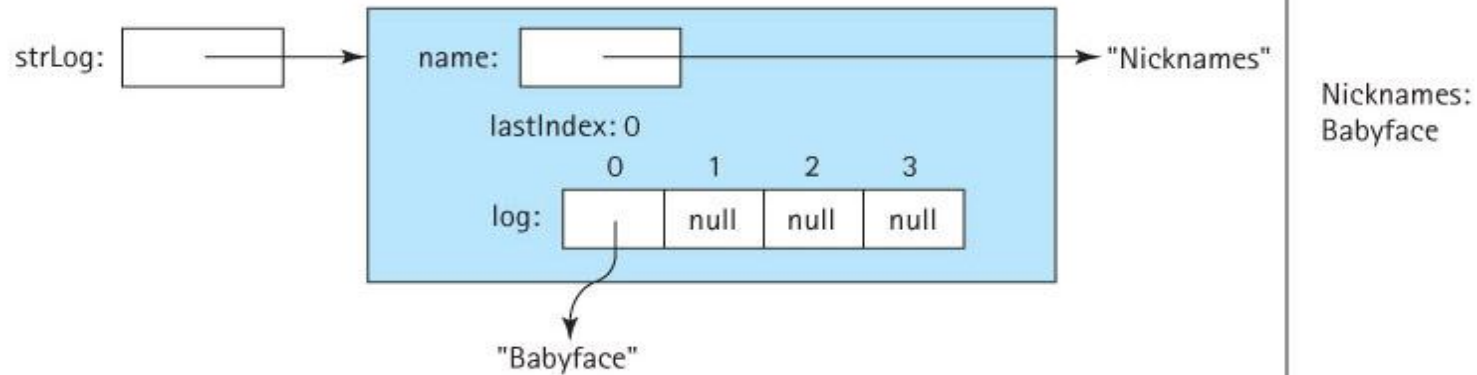 strLog:
name:
"Nicknames"
lastIndex: 0
0 1 2 3
log: null null null
"Babyface"
Nicknames:
Babyface